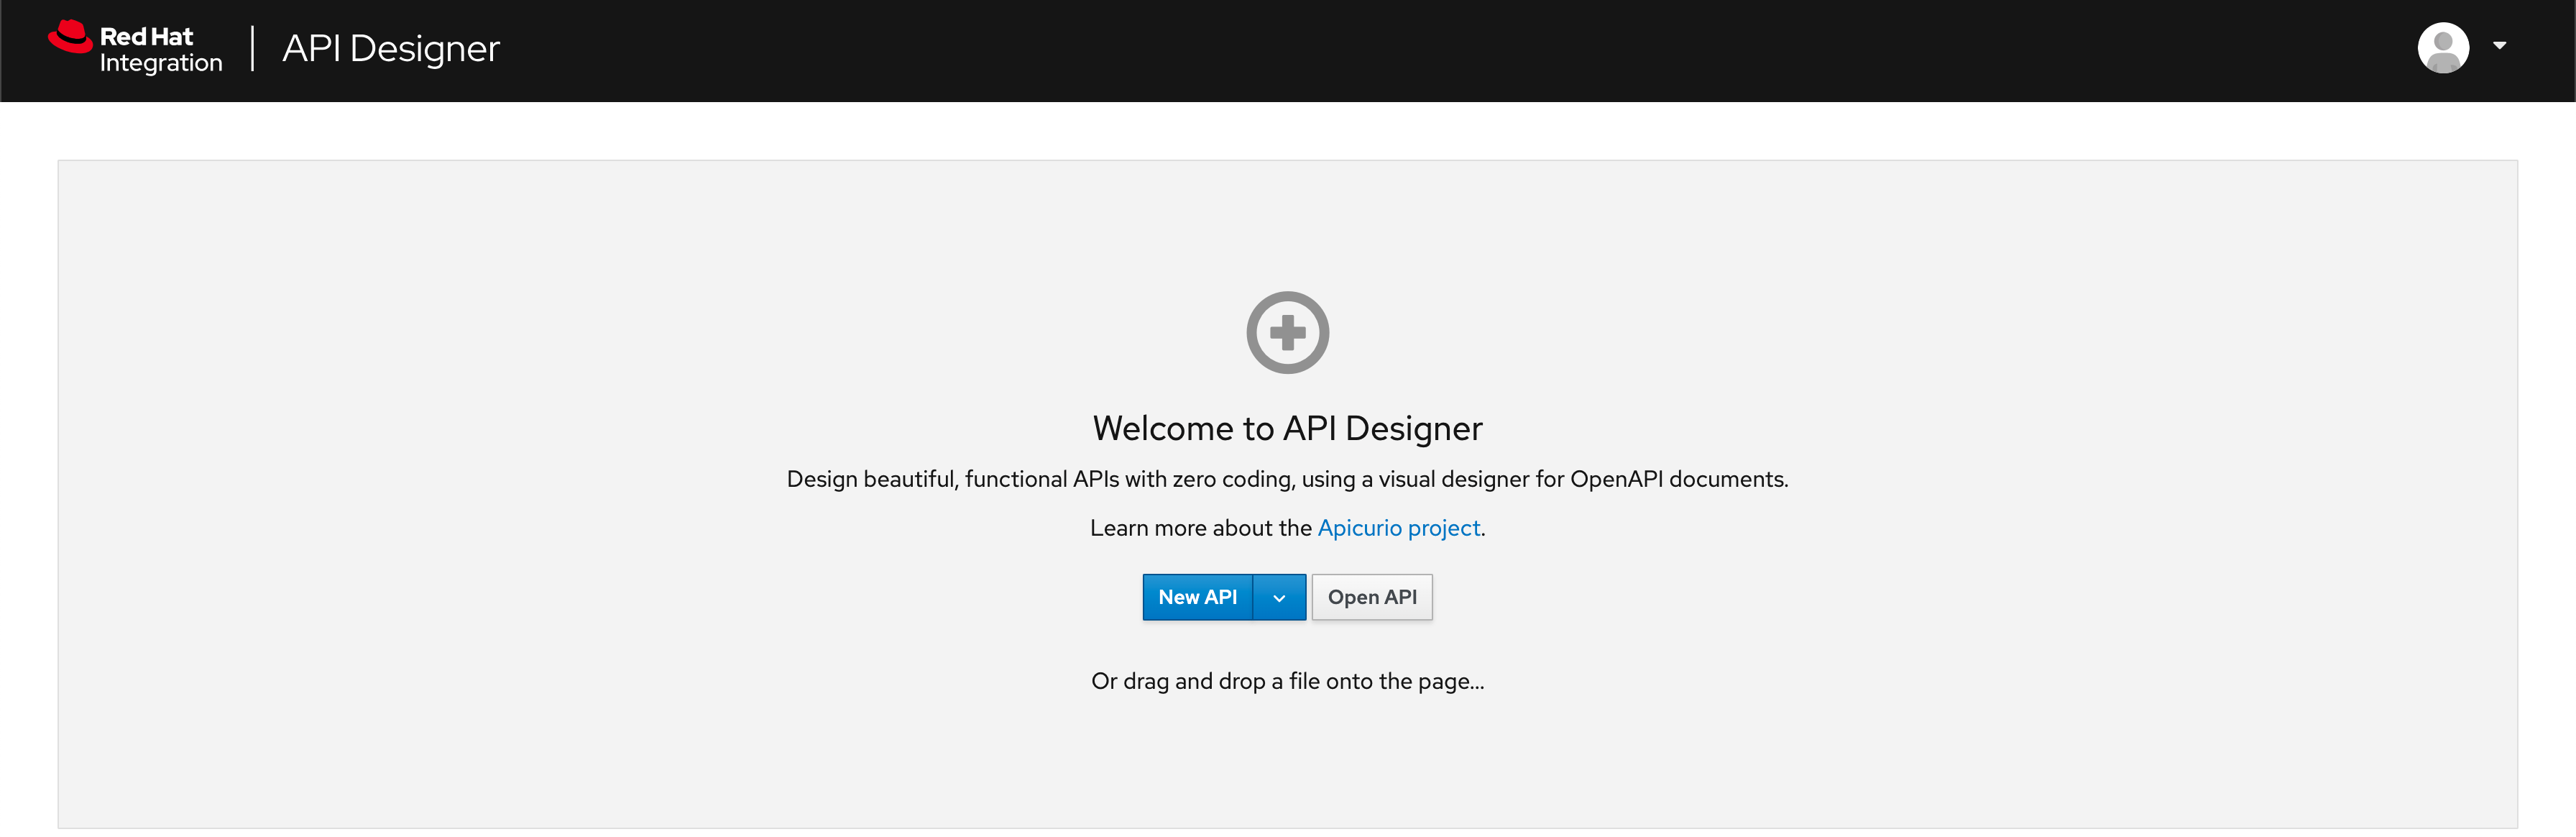 Red Hat
Integration
API Designer
Welcome to API Designer
Design beautiful, functional APIs with zero coding, using a visual designer for OpenAPI documents.
Learn more about the Apicurio project.
New API
Open API
Or drag and drop a file onto the page...